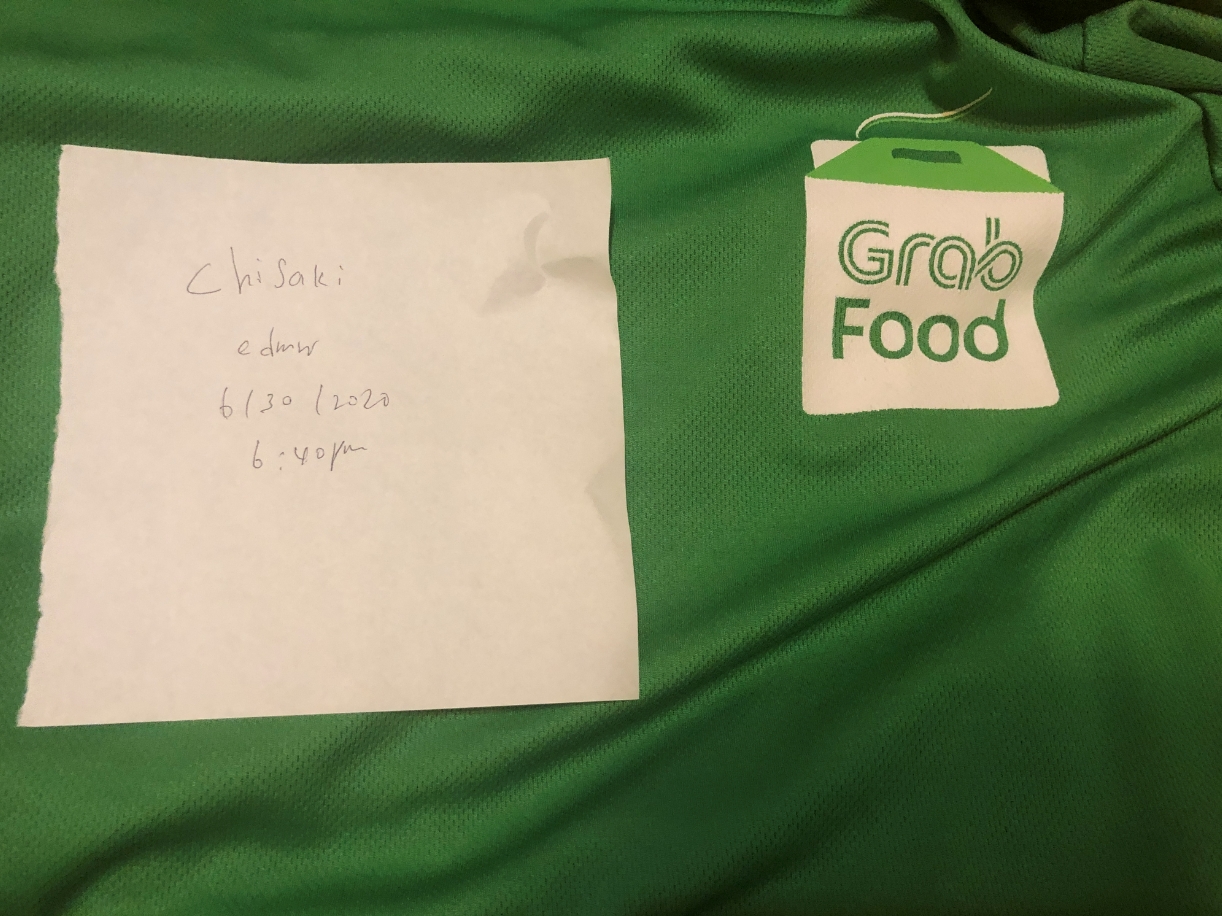 Chisaki
edmw
6/30/2020
6:40pm
Grab
Food